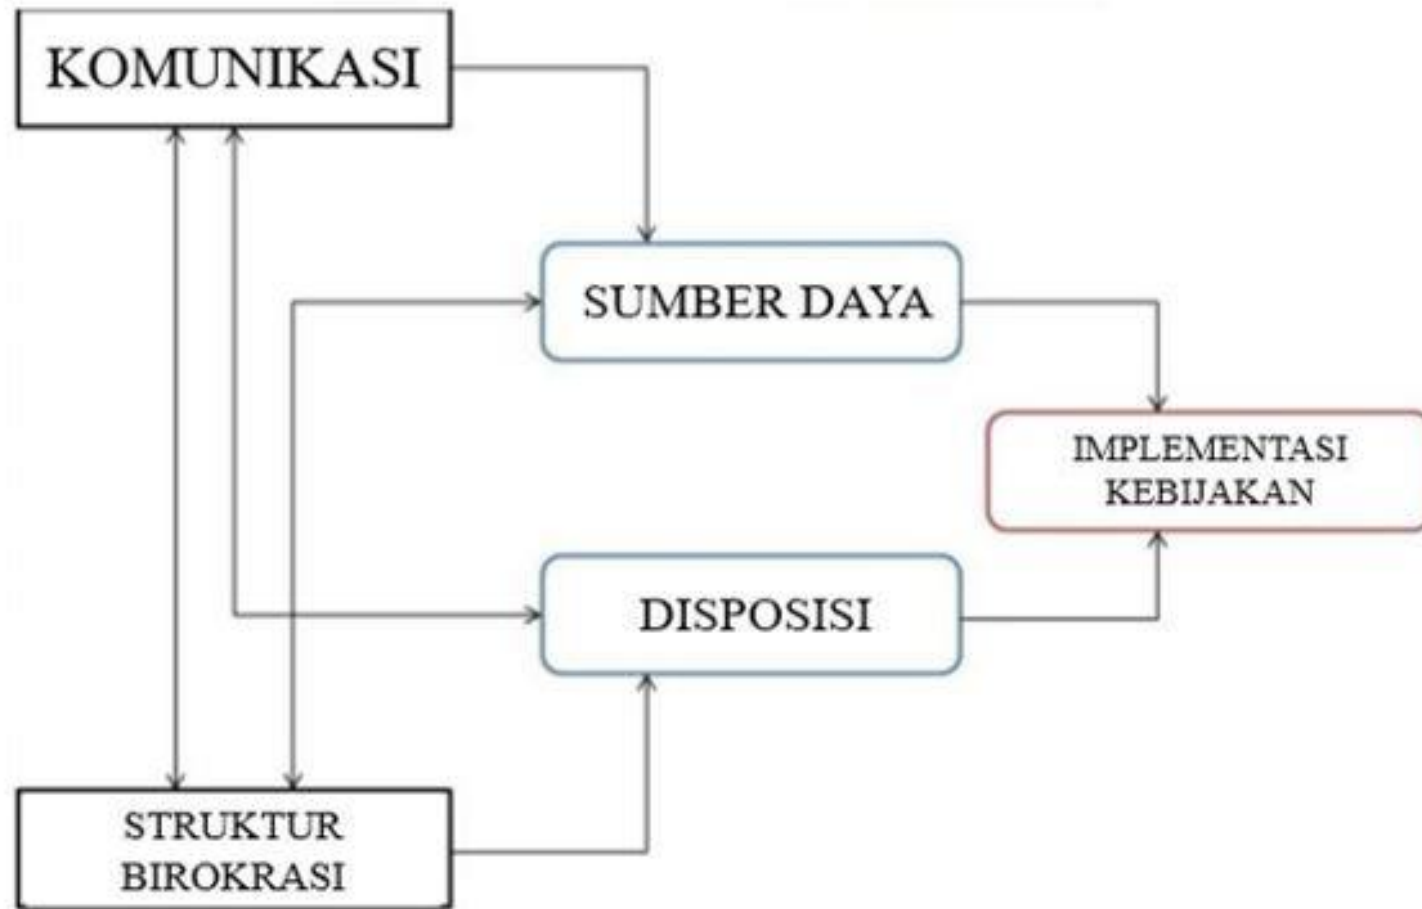 KOMUNIKASI
SUMBER DAYA
IMPLEMENTASI
KEBIJAKAN
DISPOSISI
STRUKTUR
BIROKRASI